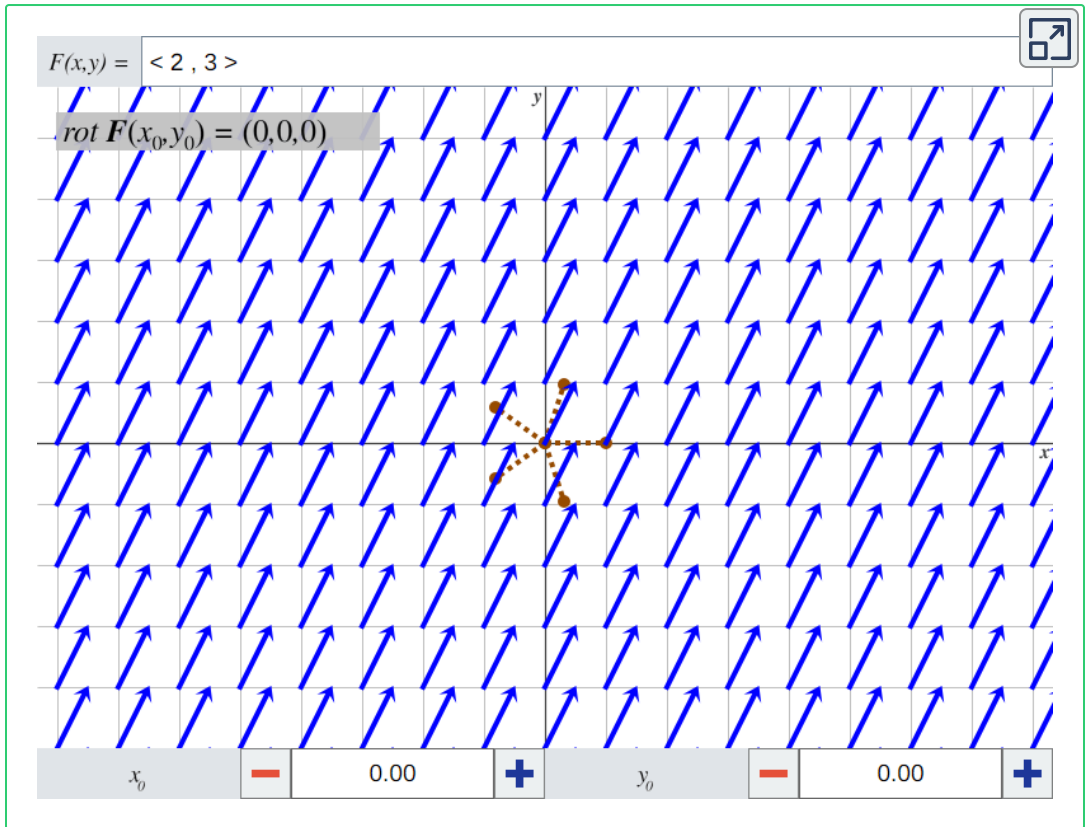 F(x,y) = < 2 , 3 >
y
rot F(x₀,y₀) = (0,0,0)
x
x₀ 0.00 y₀ 0.00